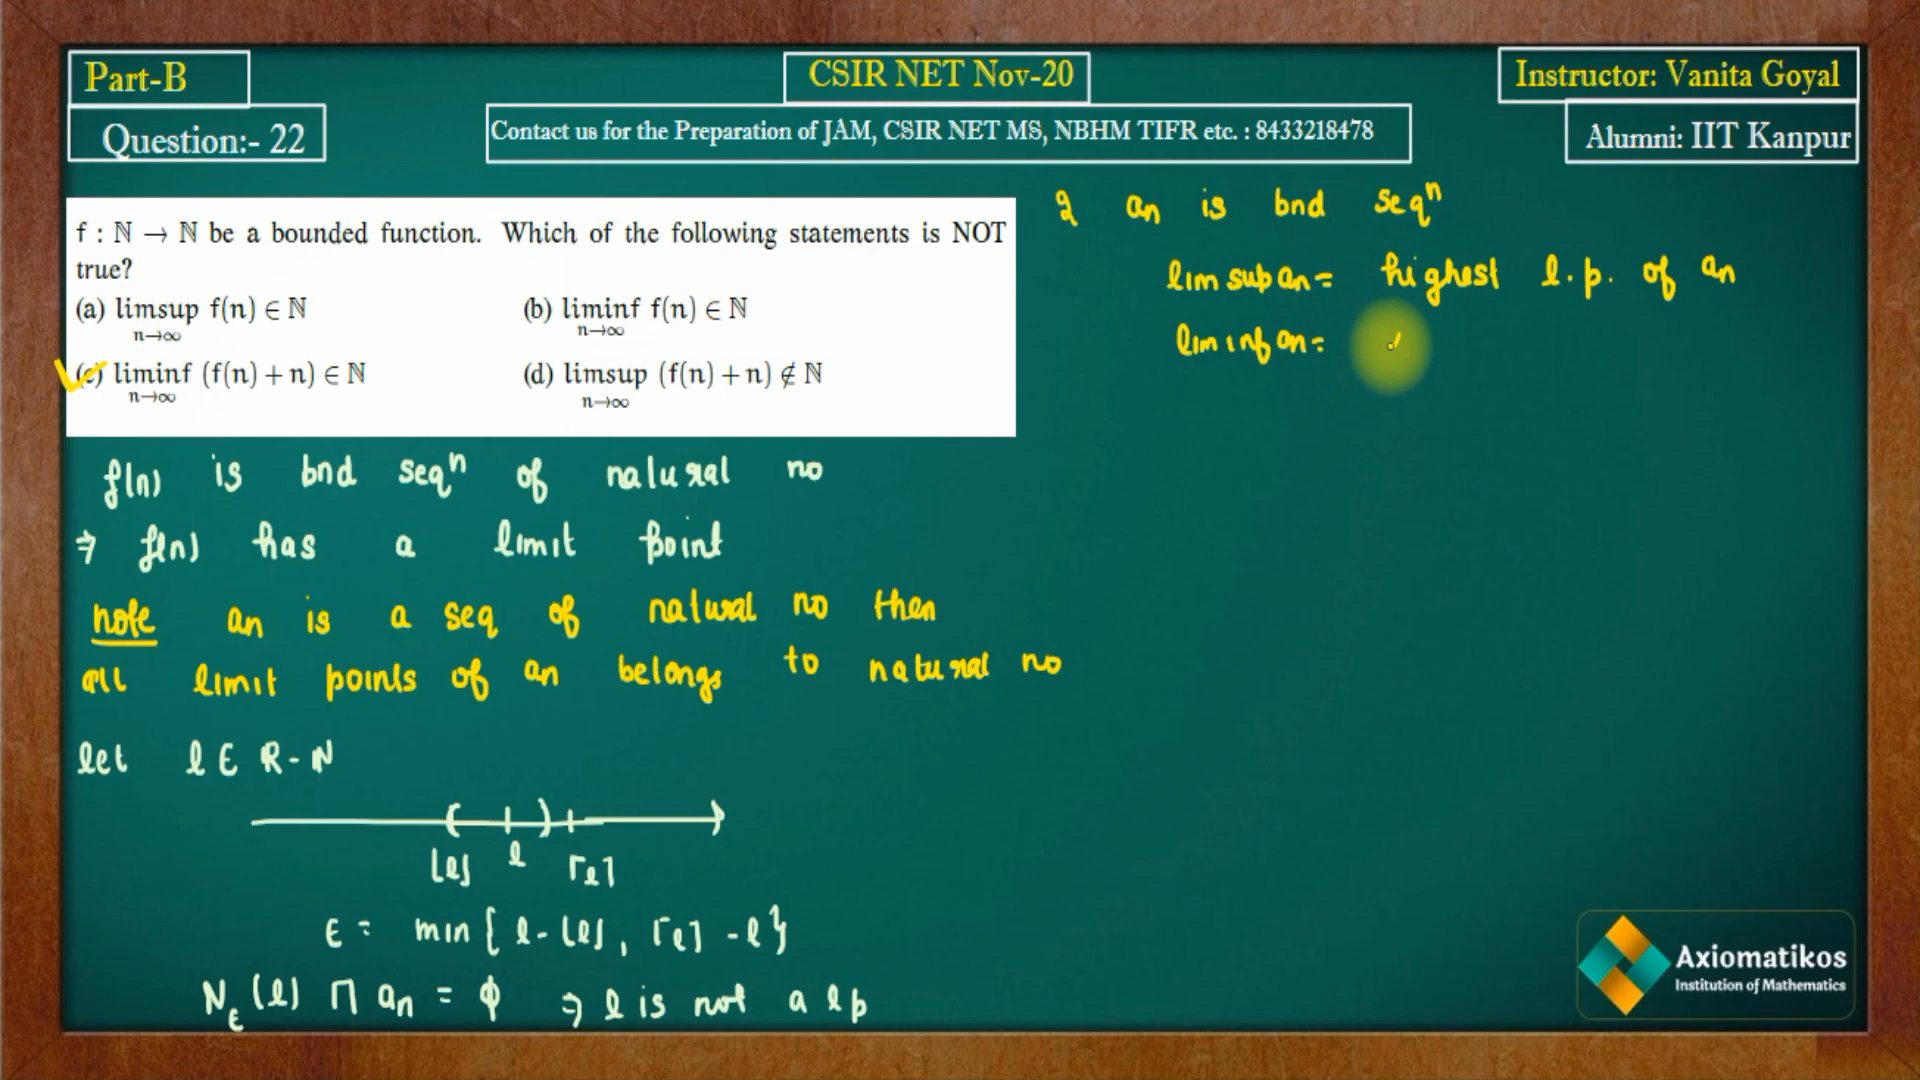 Part-B
CSIR NET Nov-20
Instructor: Vanita Goyal
Question:- 22
Contact us for the Preparation of JAM, CSIR NET MS, NBHM TIFR etc. : 8433218478
Alumni: IIT Kanpur
f : ℕ → ℕ be a bounded function. Which of the following statements is NOT
true?
(a) limsup f(n) ∈ ℕ (b) liminf f(n) ∈ ℕ
n→∞ n→∞
(c) liminf (f(n) + n) ∈ ℕ (d) limsup (f(n) + n) ∉ ℕ
n→∞ n→∞
f(n) is bnd seqⁿ of natural no
⇒ f(n) has a limit point
note an is a seq of natural no then
all limit points of an belongs to natural no
let l ∈ R - N
⌊l⌋ l ⌈l⌉
ε = min { l - ⌊l⌋, ⌈l⌉ - l }
N_ε (l) ∩ an = φ ⇒ l is not a l p
an is bnd seqⁿ
lim sup an = highest l.p. of an
lim inf an =
Axiomatikos
Institution of Mathematics